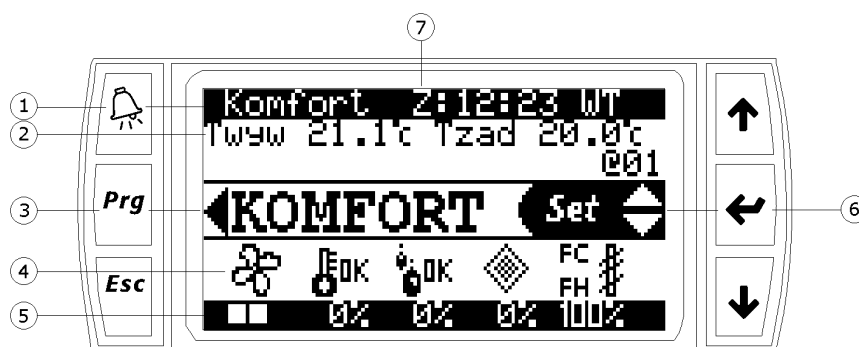 7
1
Komfort Z:12:23 WT
2
Twyw 21.1°c Tzad 20.0°c
@01
Prg
3
KOMFORT Set
6
4
OK OK FC FH
Esc
5
0% 0% 0% 100%